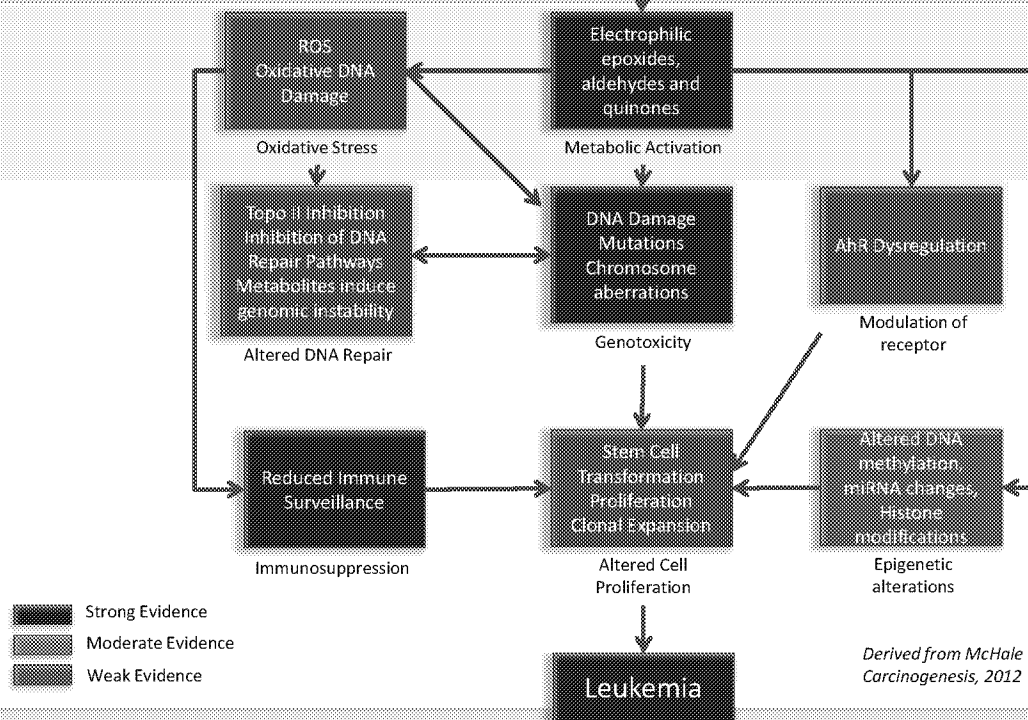 ROS
Oxidative DNA
Damage
Oxidative Stress
Electrophilic
epoxides,
aldehydes and
quinones
Metabolic Activation
Topo iI Inhibition
Inhibition of DNA
Repair Pathways
Metabolites induce
genomic instability
Altered DNA Repair
DNA Damage
Mutations
Chromosome
aberrations
Genotoxicity
AhR Dysregulation
Modulation of
receptor
Reduced Immune
Surveillance
Immunosuppression
Stem Cell
Transformation
Proliferation
Clonal Expansion
Altered Cell
Proliferation
Altered DNA
methylation,
miRNA changes,
Histone
modifications
Epigenetic
alterations
Strong Evidence
Moderate Evidence
Weak Evidence
Leukemia
Derived from McHale
Carcinogenesis, 2012